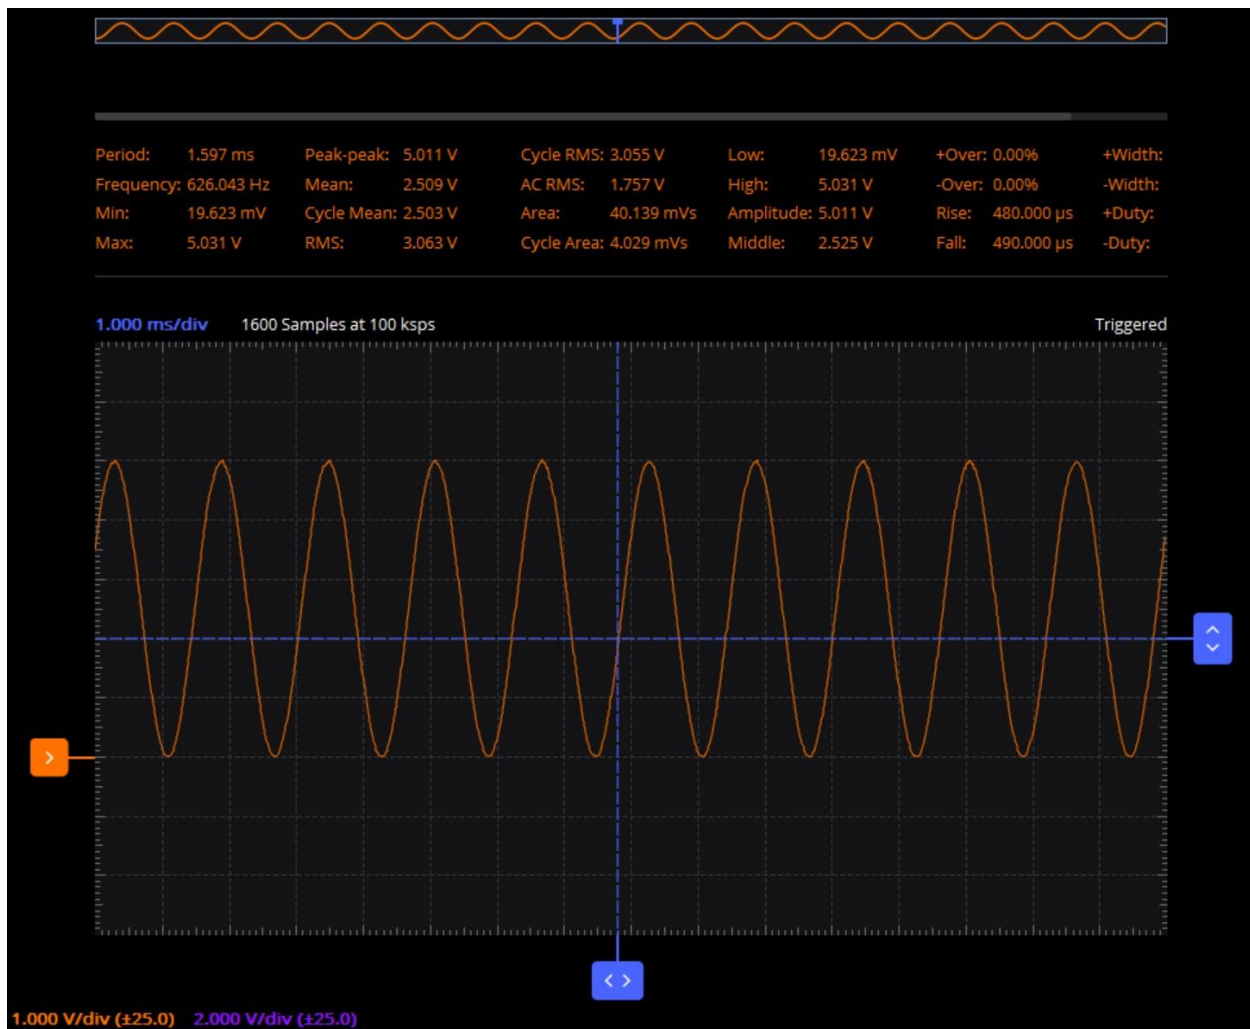 Period: 1.597 ms Peak-peak: 5.011 V Cycle RMS: 3.055 V Low: 19.623 mV +Over: 0.00% +Width:
Frequency: 626.043 Hz Mean: 2.509 V AC RMS: 1.757 V High: 5.031 V -Over: 0.00% -Width:
Min: 19.623 mV Cycle Mean: 2.503 V Area: 40.139 mVs Amplitude: 5.011 V Rise: 480.000 µs +Duty:
Max: 5.031 V RMS: 3.063 V Cycle Area: 4.029 mVs Middle: 2.525 V Fall: 490.000 µs -Duty:
1.000 ms/div 1600 Samples at 100 ksps Triggered
1.000 V/div (±25.0) 2.000 V/div (±25.0)